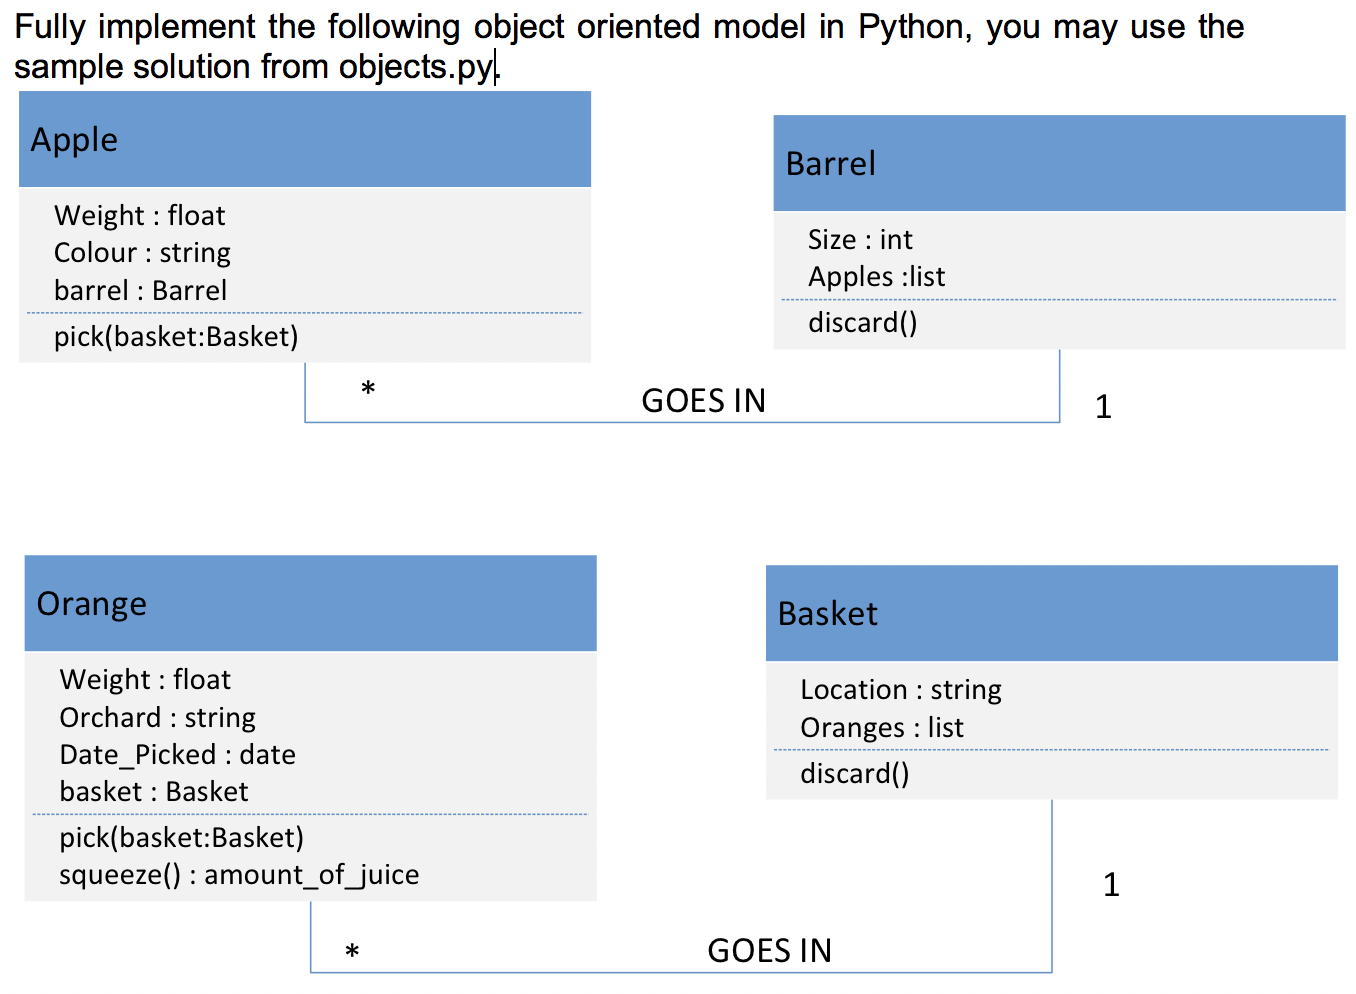 Fully implement the following object oriented model in Python, you may use the
sample solution from objects.py.
Apple
Weight : float
Colour : string
barrel : Barrel
pick(basket:Basket)
Barrel
Size : int
Apples :list
discard()
*
GOES IN
1
Orange
Weight : float
Orchard : string
Date_Picked : date
basket : Basket
pick(basket:Basket)
squeeze() : amount_of_juice
Basket
Location : string
Oranges : list
discard()
1
*
GOES IN